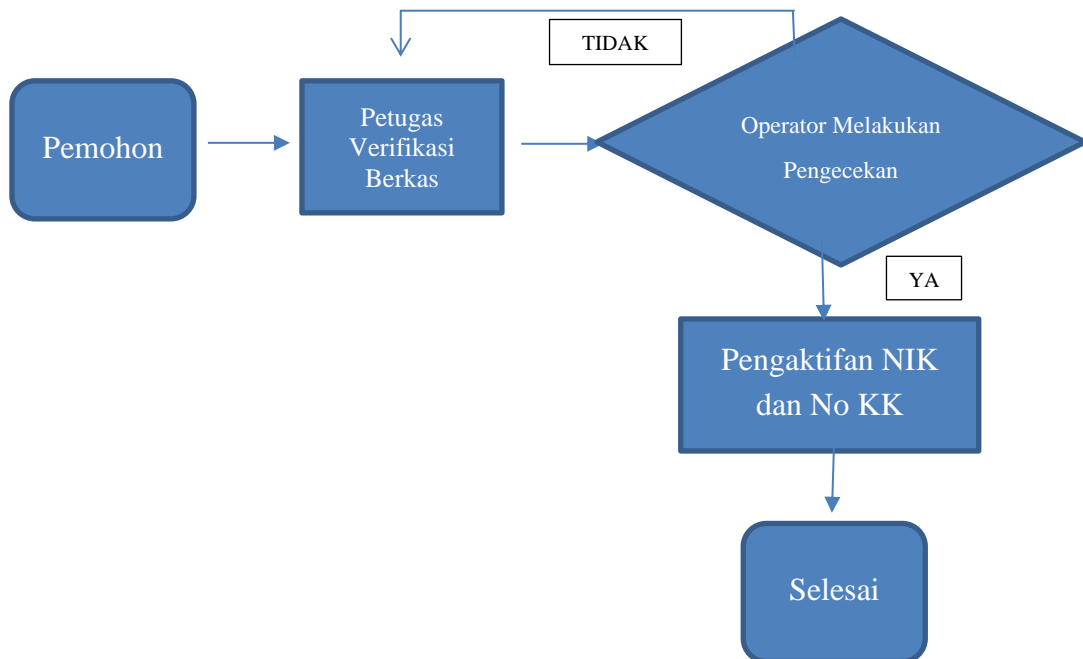 TIDAK
Pemohon
Petugas
Verifikasi
Berkas
Operator Melakukan
Pengecekan
YA
Pengaktifan NIK
dan No KK
Selesai